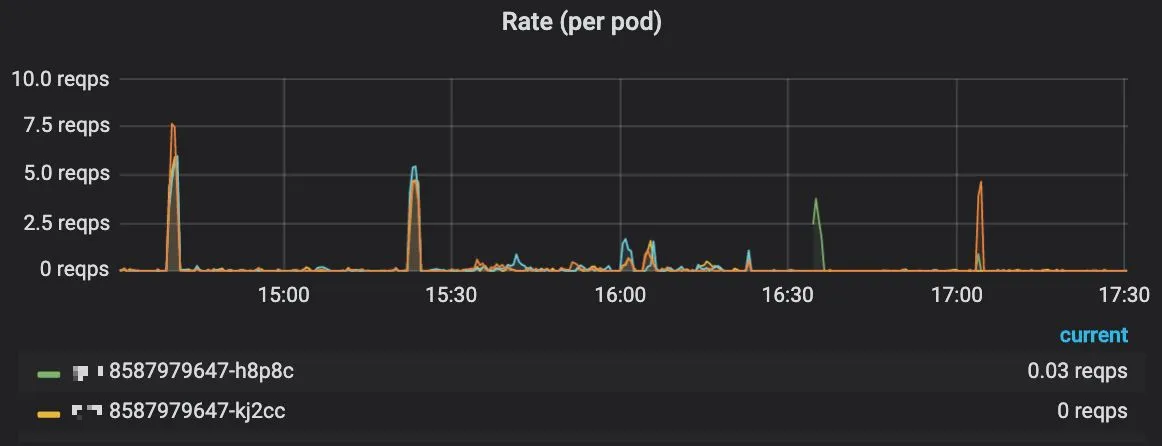 Rate (per pod)
10.0 reqps
7.5 reqps
5.0 reqps
2.5 reqps
0 reqps
15:00 15:30 16:00 16:30 17:00 17:30
current
8587979647-h8p8c 0.03 reqps
8587979647-kj2cc 0 reqps